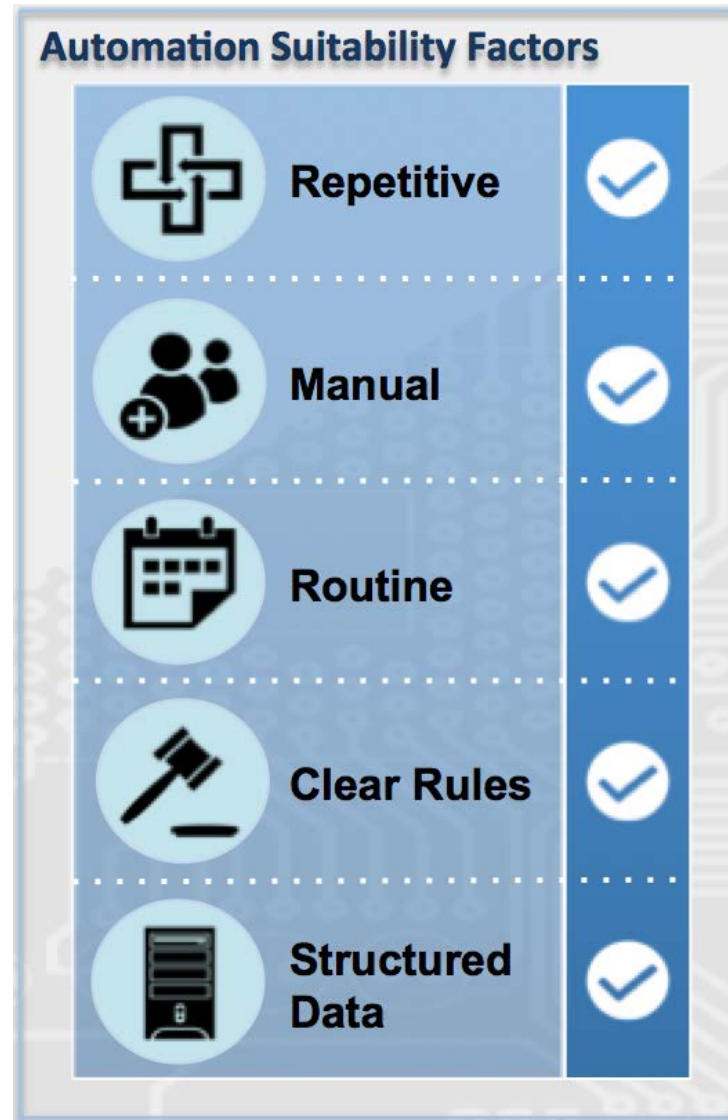 Automation Suitability Factors
Repetitive
Manual
Routine
Clear Rules
Structured
Data